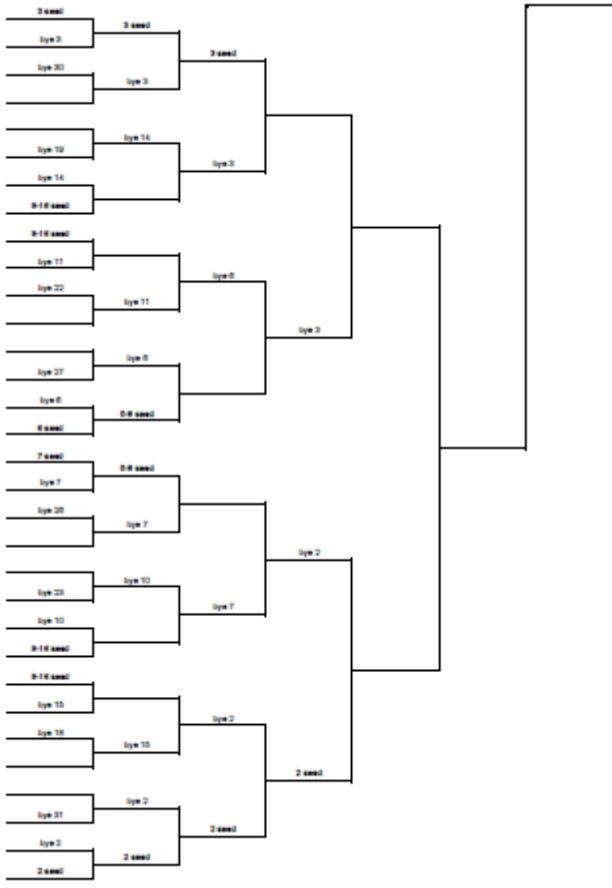 3 seed
bye 3
bye 30
bye 19
bye 14
9-16 seed
9-16 seed
bye 11
bye 22
bye 27
bye 6
6 seed
7 seed
bye 7
bye 26
bye 23
bye 10
9-16 seed
9-16 seed
bye 15
bye 18
bye 31
bye 2
2 seed
3 seed
bye 3
bye 14
bye 11
bye 6
5-8 seed
5-8 seed
bye 7
bye 10
bye 15
bye 2
2 seed
3 seed
bye 3
bye 6
bye 7
bye 2
2 seed
bye 3
bye 2
2 seed